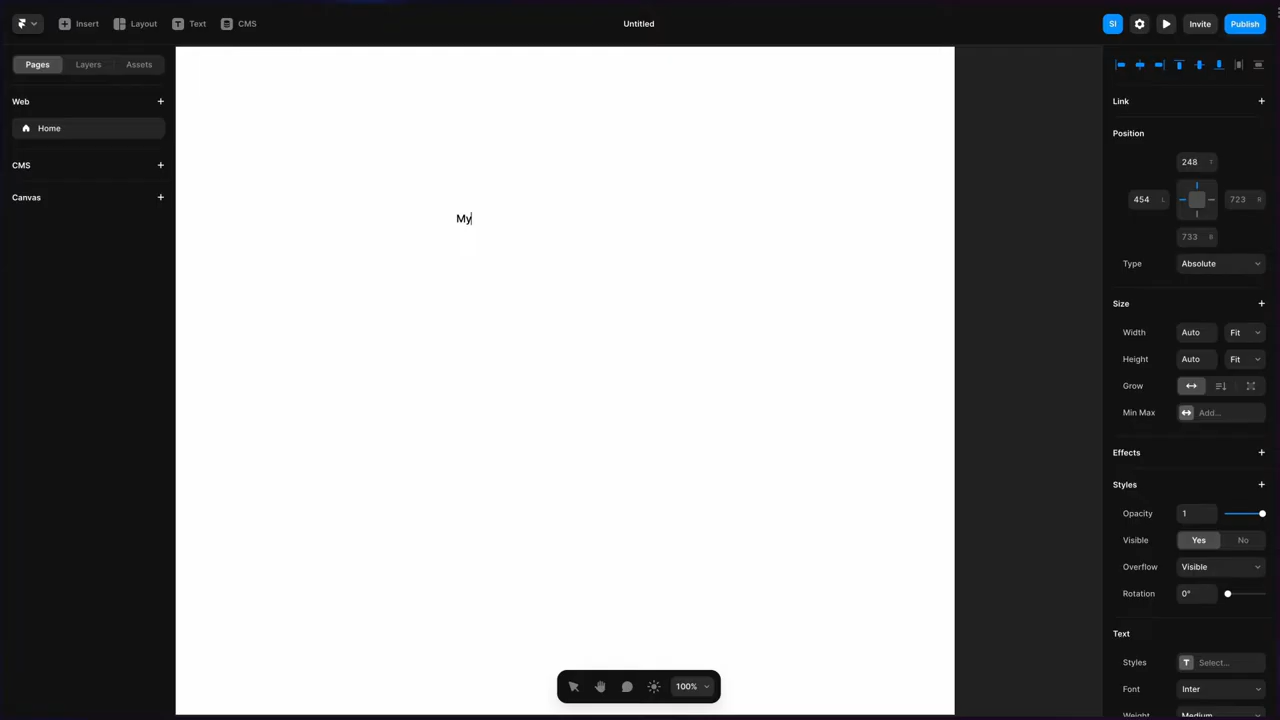 Insert Layout Text CMS Untitled SI Invite Publish
Pages Layers Assets
Web
Home
CMS
Canvas
My
Link
Position
248 T
454 L 723 R
733 B
Type Absolute
Size
Width Auto Fit
Height Auto Fit
Grow
Min Max Add...
Effects
Styles
Opacity 1
Visible Yes No
Overflow Visible
Rotation 0°
Text
Styles T Select...
Font Inter
Weight Medium
100%